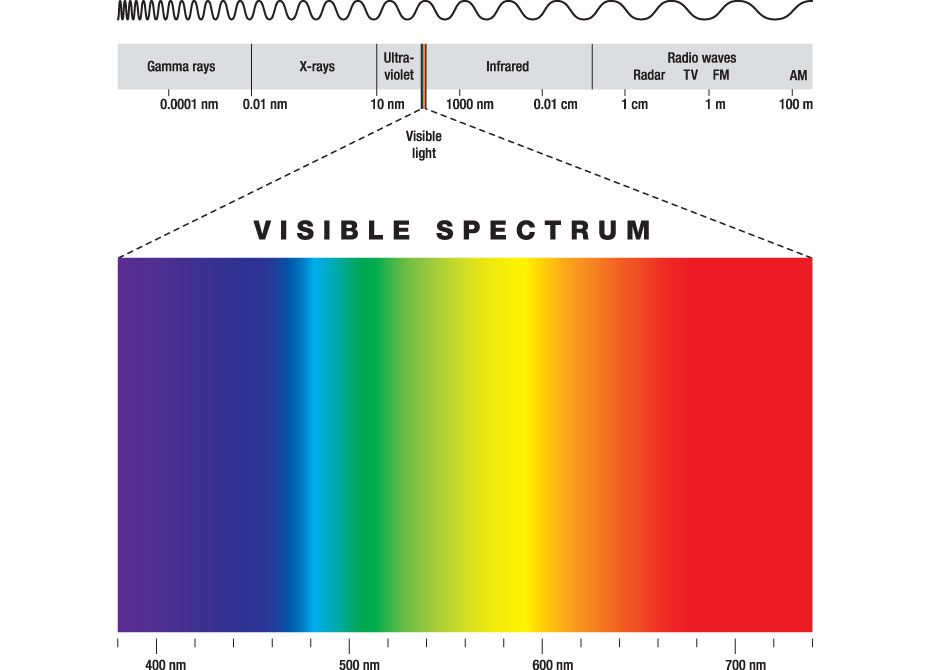 Gamma rays
X-rays
Ultra-
violet
Infrared
Radio waves
Radar TV FM AM
0.0001 nm 0.01 nm 10 nm 1000 nm 0.01 cm 1 cm 1 m 100 m
Visible
light
VISIBLE SPECTRUM
400 nm 500 nm 600 nm 700 nm